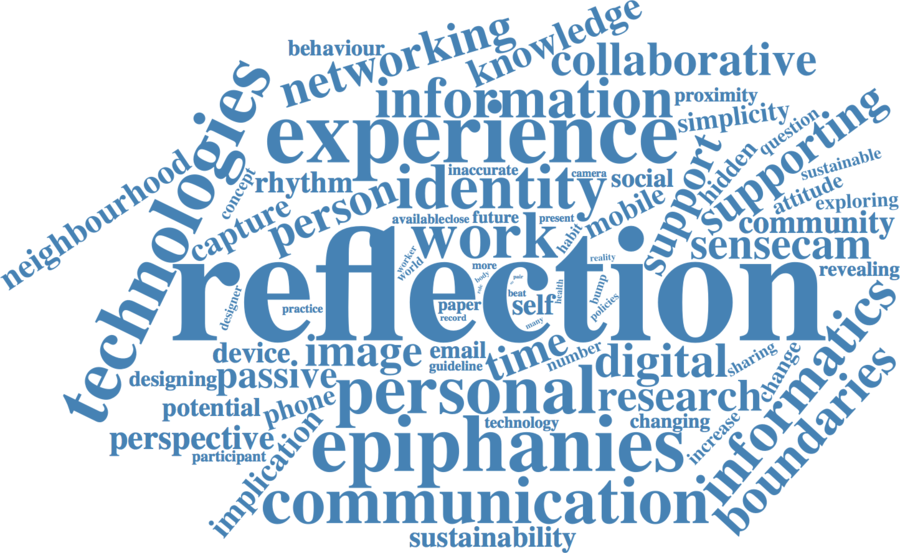 behaviour
networking
knowledge
collaborative
technologies
information
proximity
experience
simplicity
question
supporting
neighbourhood
concept
rhythm
inaccurate
camera
social
support
hidden
sustainable
attitude
exploring
capture
person
identity
mobile
available
close
future
present
habit
community
work
sensecam
reflection
worker
world
more
body
reality
revealing
designer
practice
paper
record
beat
self
many
health
bump
policies
device
image
email
guideline
time
number
digital
sharing
change
informatics
designing
passive
personal
research
boundaries
potential
phone
technology
changing
increase
perspective
participant
implication
epiphanies
communication
sustainability